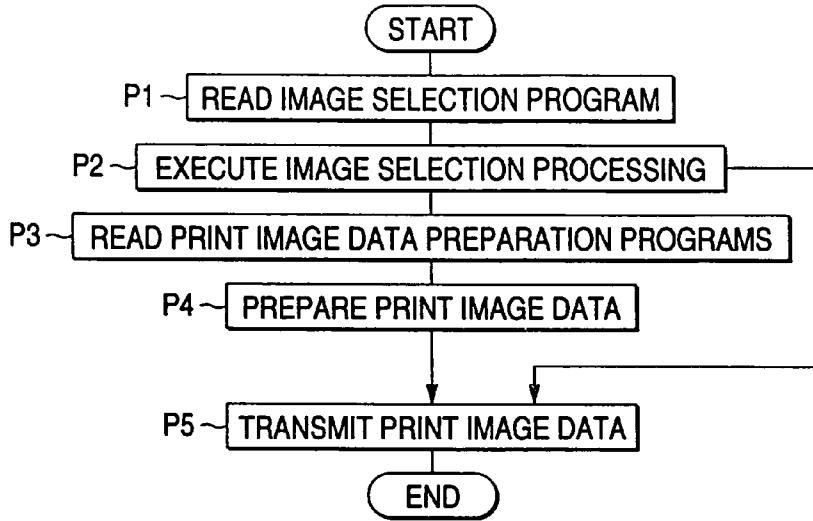 START
P1 READ IMAGE SELECTION PROGRAM
P2 EXECUTE IMAGE SELECTION PROCESSING
P3 READ PRINT IMAGE DATA PREPARATION PROGRAMS
P4 PREPARE PRINT IMAGE DATA
P5 TRANSMIT PRINT IMAGE DATA
END